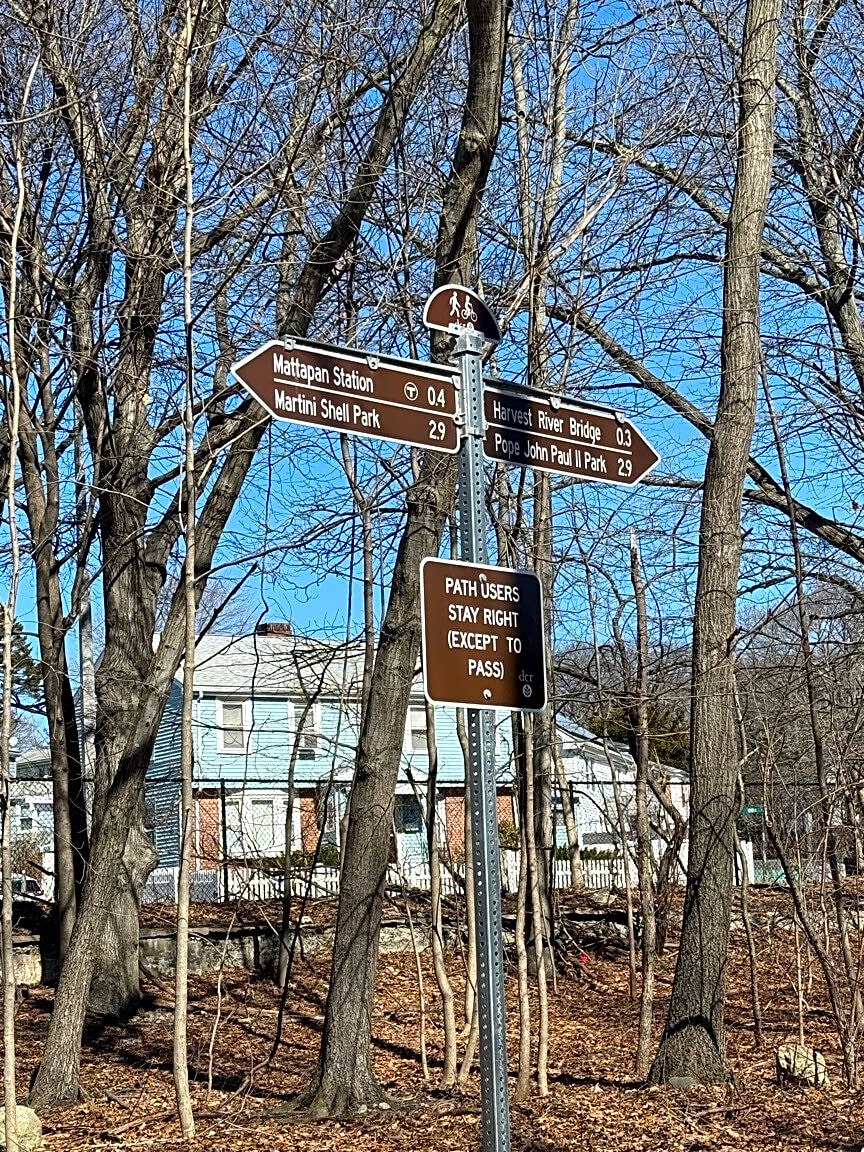 Mattapan Station T 0.4
Martini Shell Park 2.9
Harvest River Bridge 0.3
Pope John Paul II Park 2.9
PATH USERS
STAY RIGHT
(EXCEPT TO
PASS)
dcr